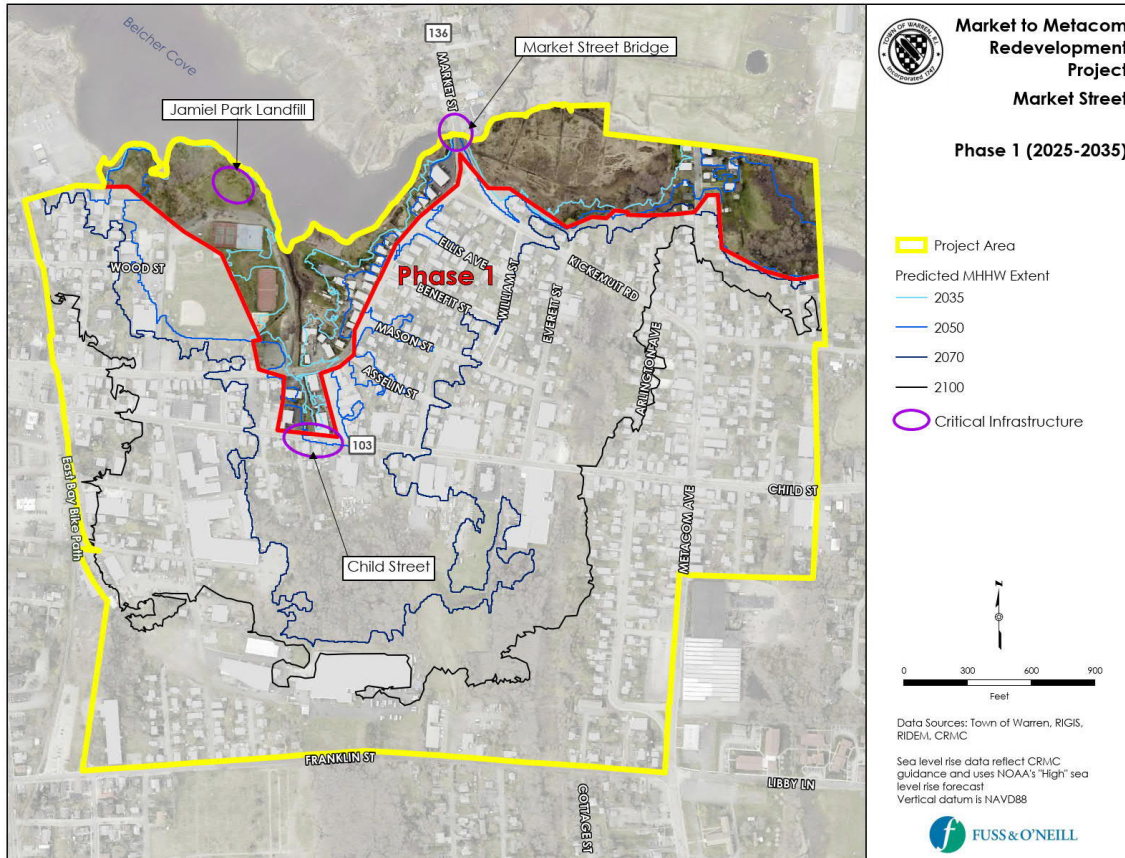 Belcher Cove
136
MARKET ST
Market Street Bridge
Jamiel Park Landfill
WOOD ST
Phase 1
ELLIS AVE
BENEFIT ST
WILLIAM ST
KICKEMUIT RD
EVERETT ST
MASON ST
ASSELIN ST
ARLINGTON AVE
103
CHILD ST
East Bay Bike Path
METACOM AVE
Child Street
FRANKLIN ST
LIBBY LN
COTTAGE ST
TOWN OF WARREN, R.I.
Incorporated 1747
Market to Metacom
Redevelopment
Project
Market Street
Phase 1 (2025-2035)
Project Area
Predicted MHHW Extent
2035
2050
2070
2100
Critical Infrastructure
N
0 300 600 900
Feet
Data Sources: Town of Warren, RIGIS,
RIDEM, CRMC
Sea level rise data reflect CRMC
guidance and uses NOAA's "High" sea
level rise forecast
Vertical datum is NAVD88
f
FUSS & O'NEILL